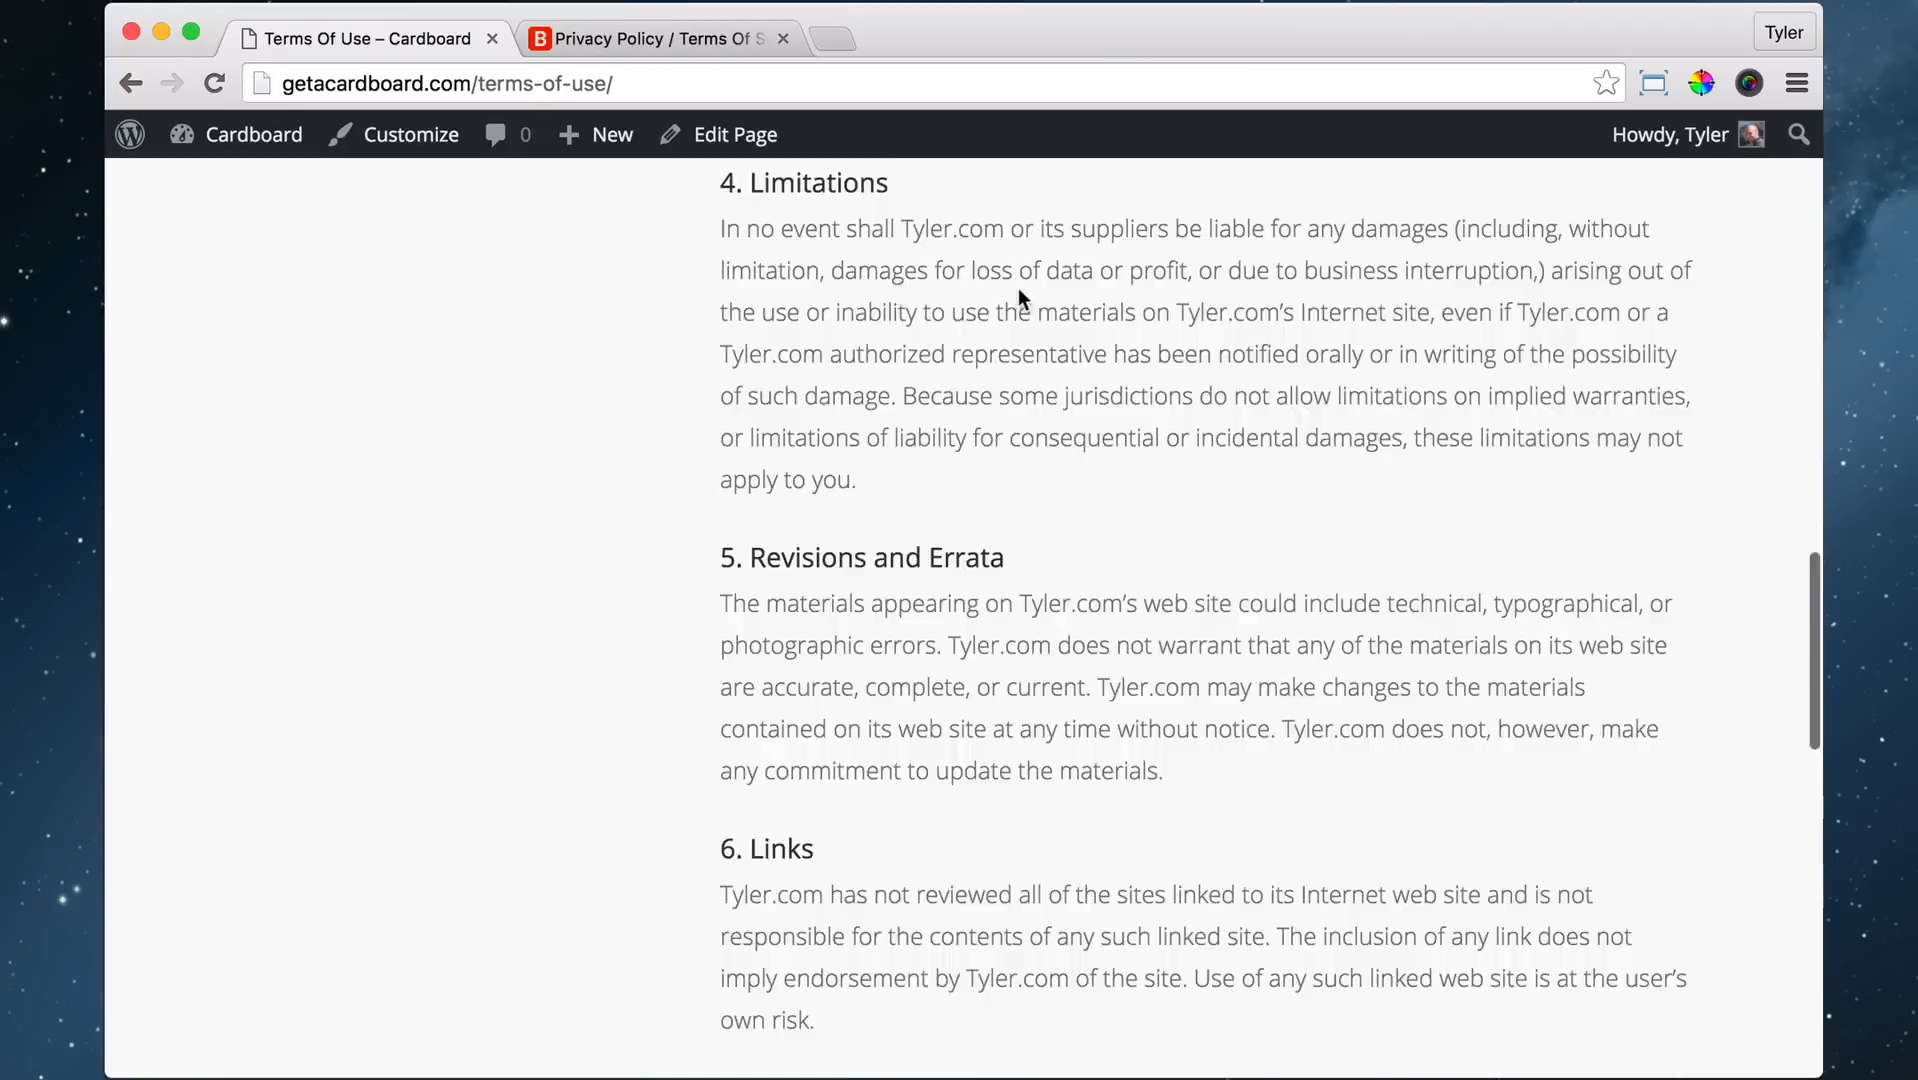 Terms Of Use – Cardboard
Privacy Policy / Terms Of S
Tyler
getacardboard.com/terms-of-use/
Cardboard
Customize
0
New
Edit Page
Howdy, Tyler
4. Limitations
In no event shall Tyler.com or its suppliers be liable for any damages (including, without
limitation, damages for loss of data or profit, or due to business interruption,) arising out of
the use or inability to use the materials on Tyler.com’s Internet site, even if Tyler.com or a
Tyler.com authorized representative has been notified orally or in writing of the possibility
of such damage. Because some jurisdictions do not allow limitations on implied warranties,
or limitations of liability for consequential or incidental damages, these limitations may not
apply to you.
5. Revisions and Errata
The materials appearing on Tyler.com’s web site could include technical, typographical, or
photographic errors. Tyler.com does not warrant that any of the materials on its web site
are accurate, complete, or current. Tyler.com may make changes to the materials
contained on its web site at any time without notice. Tyler.com does not, however, make
any commitment to update the materials.
6. Links
Tyler.com has not reviewed all of the sites linked to its Internet web site and is not
responsible for the contents of any such linked site. The inclusion of any link does not
imply endorsement by Tyler.com of the site. Use of any such linked web site is at the user’s
own risk.